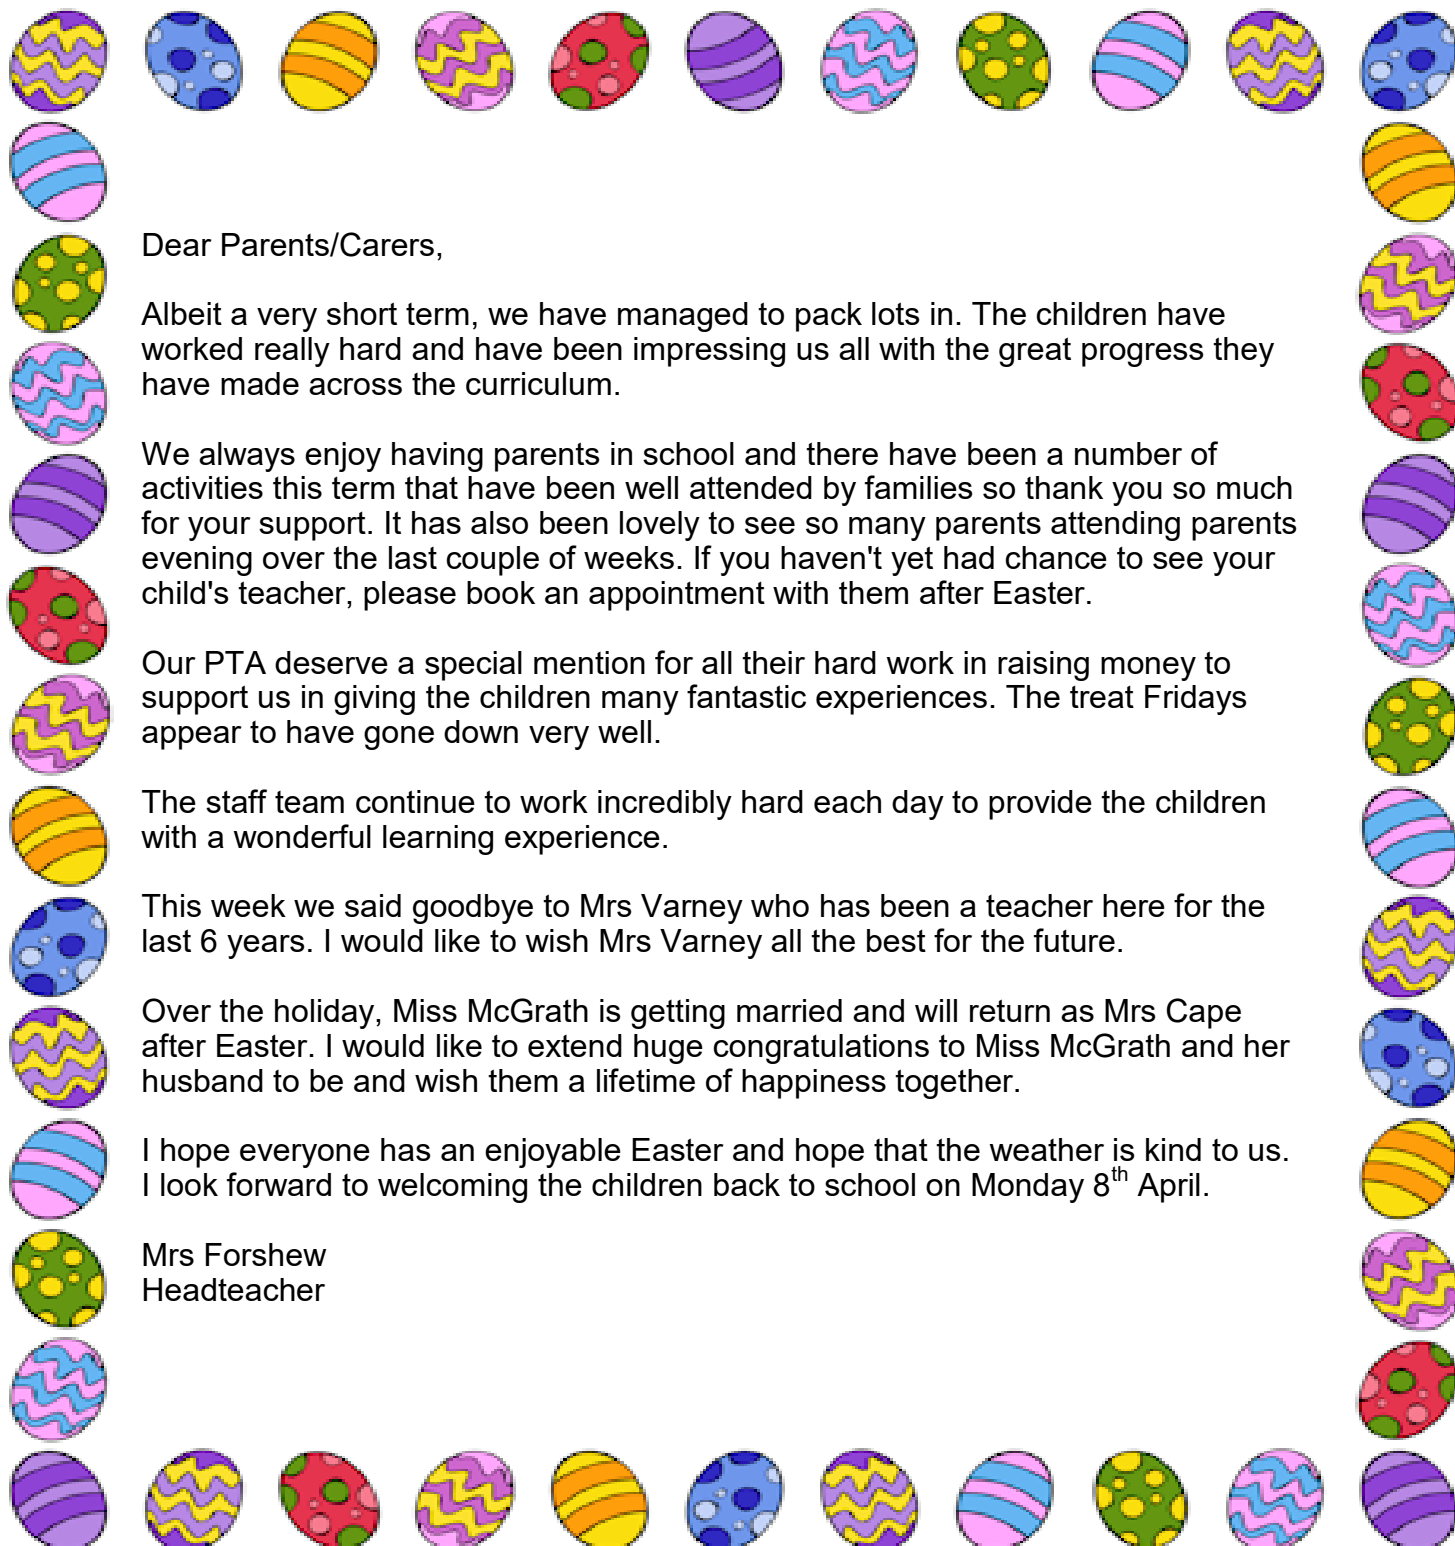 Dear Parents/Carers,
Albeit a very short term, we have managed to pack lots in. The children have
worked really hard and have been impressing us all with the great progress they
have made across the curriculum.
We always enjoy having parents in school and there have been a number of
activities this term that have been well attended by families so thank you so much
for your support. It has also been lovely to see so many parents attending parents
evening over the last couple of weeks. If you haven't yet had chance to see your
child's teacher, please book an appointment with them after Easter.
Our PTA deserve a special mention for all their hard work in raising money to
support us in giving the children many fantastic experiences. The treat Fridays
appear to have gone down very well.
The staff team continue to work incredibly hard each day to provide the children
with a wonderful learning experience.
This week we said goodbye to Mrs Varney who has been a teacher here for the
last 6 years. I would like to wish Mrs Varney all the best for the future.
Over the holiday, Miss McGrath is getting married and will return as Mrs Cape
after Easter. I would like to extend huge congratulations to Miss McGrath and her
husband to be and wish them a lifetime of happiness together.
I hope everyone has an enjoyable Easter and hope that the weather is kind to us.
I look forward to welcoming the children back to school on Monday 8th April.
Mrs Forshew
Headteacher